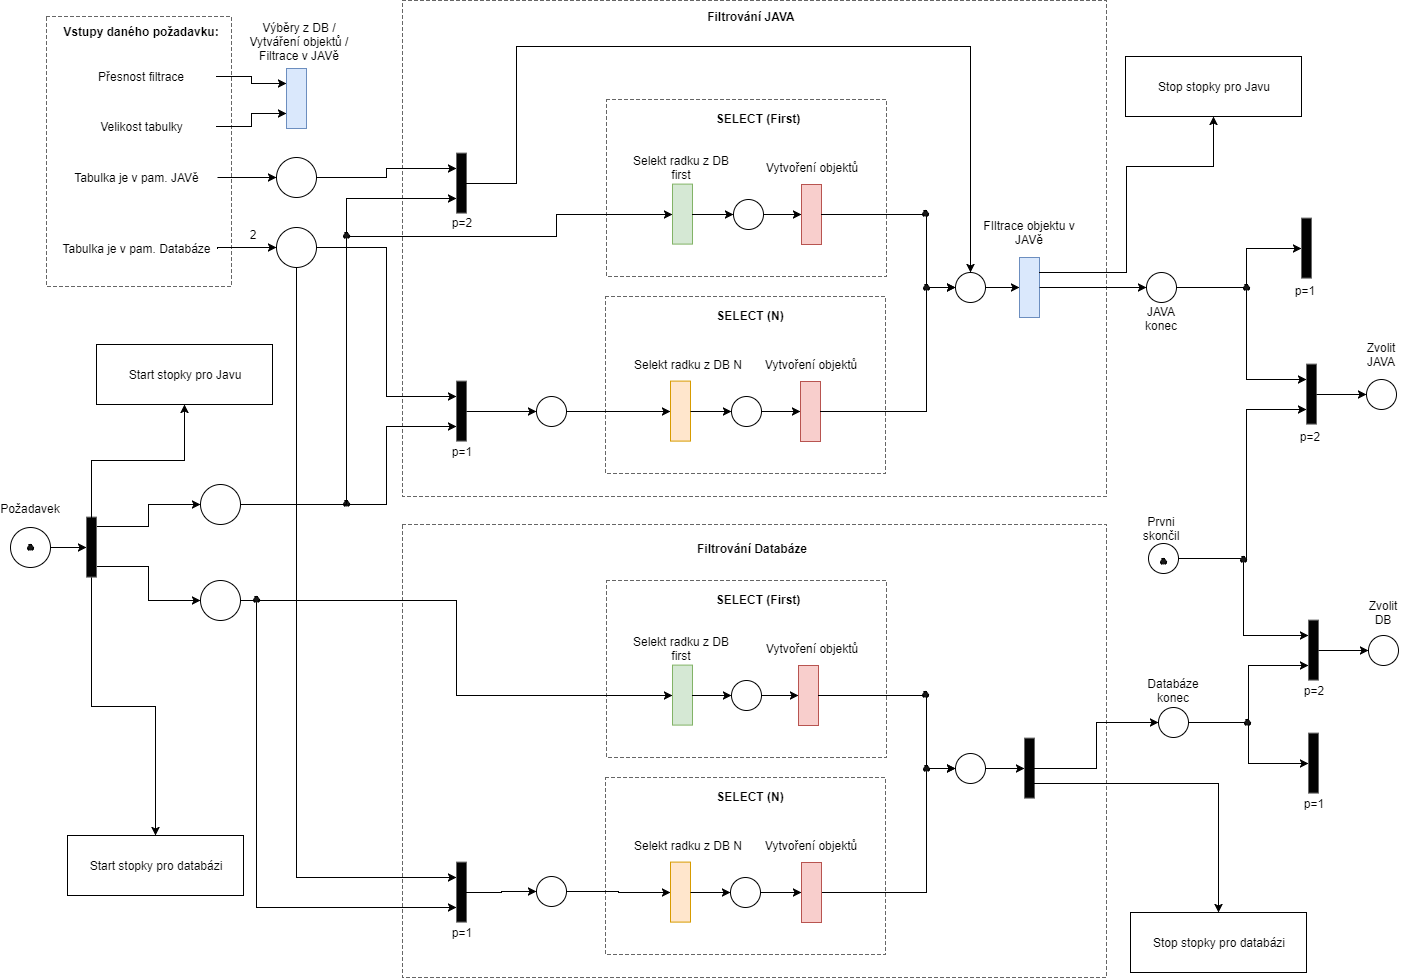 Filtrování JAVA
Vstupy daného požadavku:
Výběry z DB /
Vytváření objektů /
Filtrace v JAVě
Přesnost filtrace
Velikost tabulky
Tabulka je v pam. JAVě
Tabulka je v pam. Databáze
2
p=2
SELECT (First)
Selekt radku z DB
first
Vytvoření objektů
FIltrace objektu v
JAVě
Stop stopky pro Javu
p=1
JAVA
konec
SELECT (N)
Selekt radku z DB N
Vytvoření objektů
p=1
Zvolit
JAVA
p=2
Start stopky pro Javu
Požadavek
Prvni
skončil
Filtrování Databáze
SELECT (First)
Selekt radku z DB
first
Vytvoření objektů
Zvolit
DB
p=2
Databáze
konec
p=1
SELECT (N)
Selekt radku z DB N
Vytvoření objektů
p=1
Start stopky pro databázi
Stop stopky pro databázi